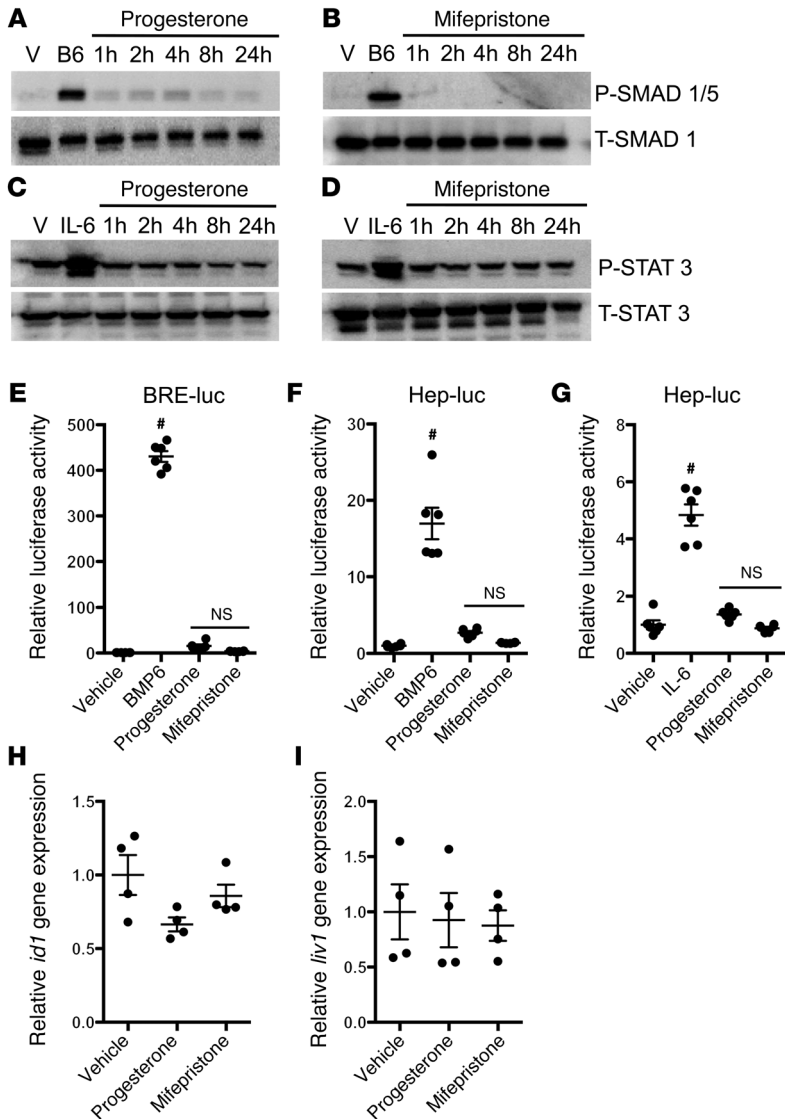 A
Progesterone
V B6 1h 2h 4h 8h 24h
B
Mifepristone
V B6 1h 2h 4h 8h 24h
P-SMAD 1/5
T-SMAD 1
C
Progesterone
V IL-6 1h 2h 4h 8h 24h
D
Mifepristone
V IL-6 1h 2h 4h 8h 24h
P-STAT 3
T-STAT 3
E
BRE-luc
Relative luciferase activity
500
400
300
200
100
0
#
NS
Vehicle
BMP6
Progesterone
Mifepristone
F
Hep-luc
Relative luciferase activity
30
20
10
0
#
NS
Vehicle
BMP6
Progesterone
Mifepristone
G
Hep-luc
Relative luciferase activity
8
6
4
2
0
#
NS
Vehicle
IL-6
Progesterone
Mifepristone
H
Relative id1 gene expression
1.5
1.0
0.5
0.0
Vehicle
Progesterone
Mifepristone
I
Relative liv1 gene expression
2.0
1.5
1.0
0.5
0.0
Vehicle
Progesterone
Mifepristone